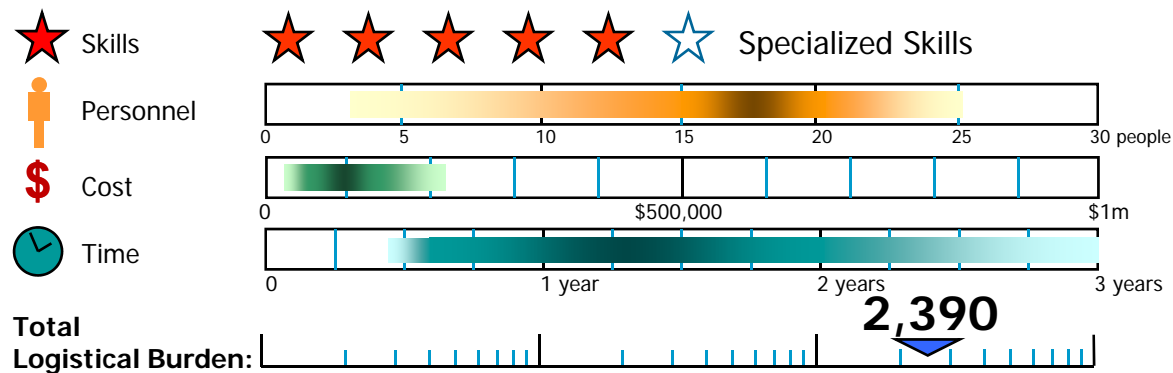 Skills
Specialized Skills
Personnel
0 5 10 15 20 25 30 people
$
Cost
0 $500,000 $1m
Time
0 1 year 2 years 3 years
2,390
Total
Logistical Burden: